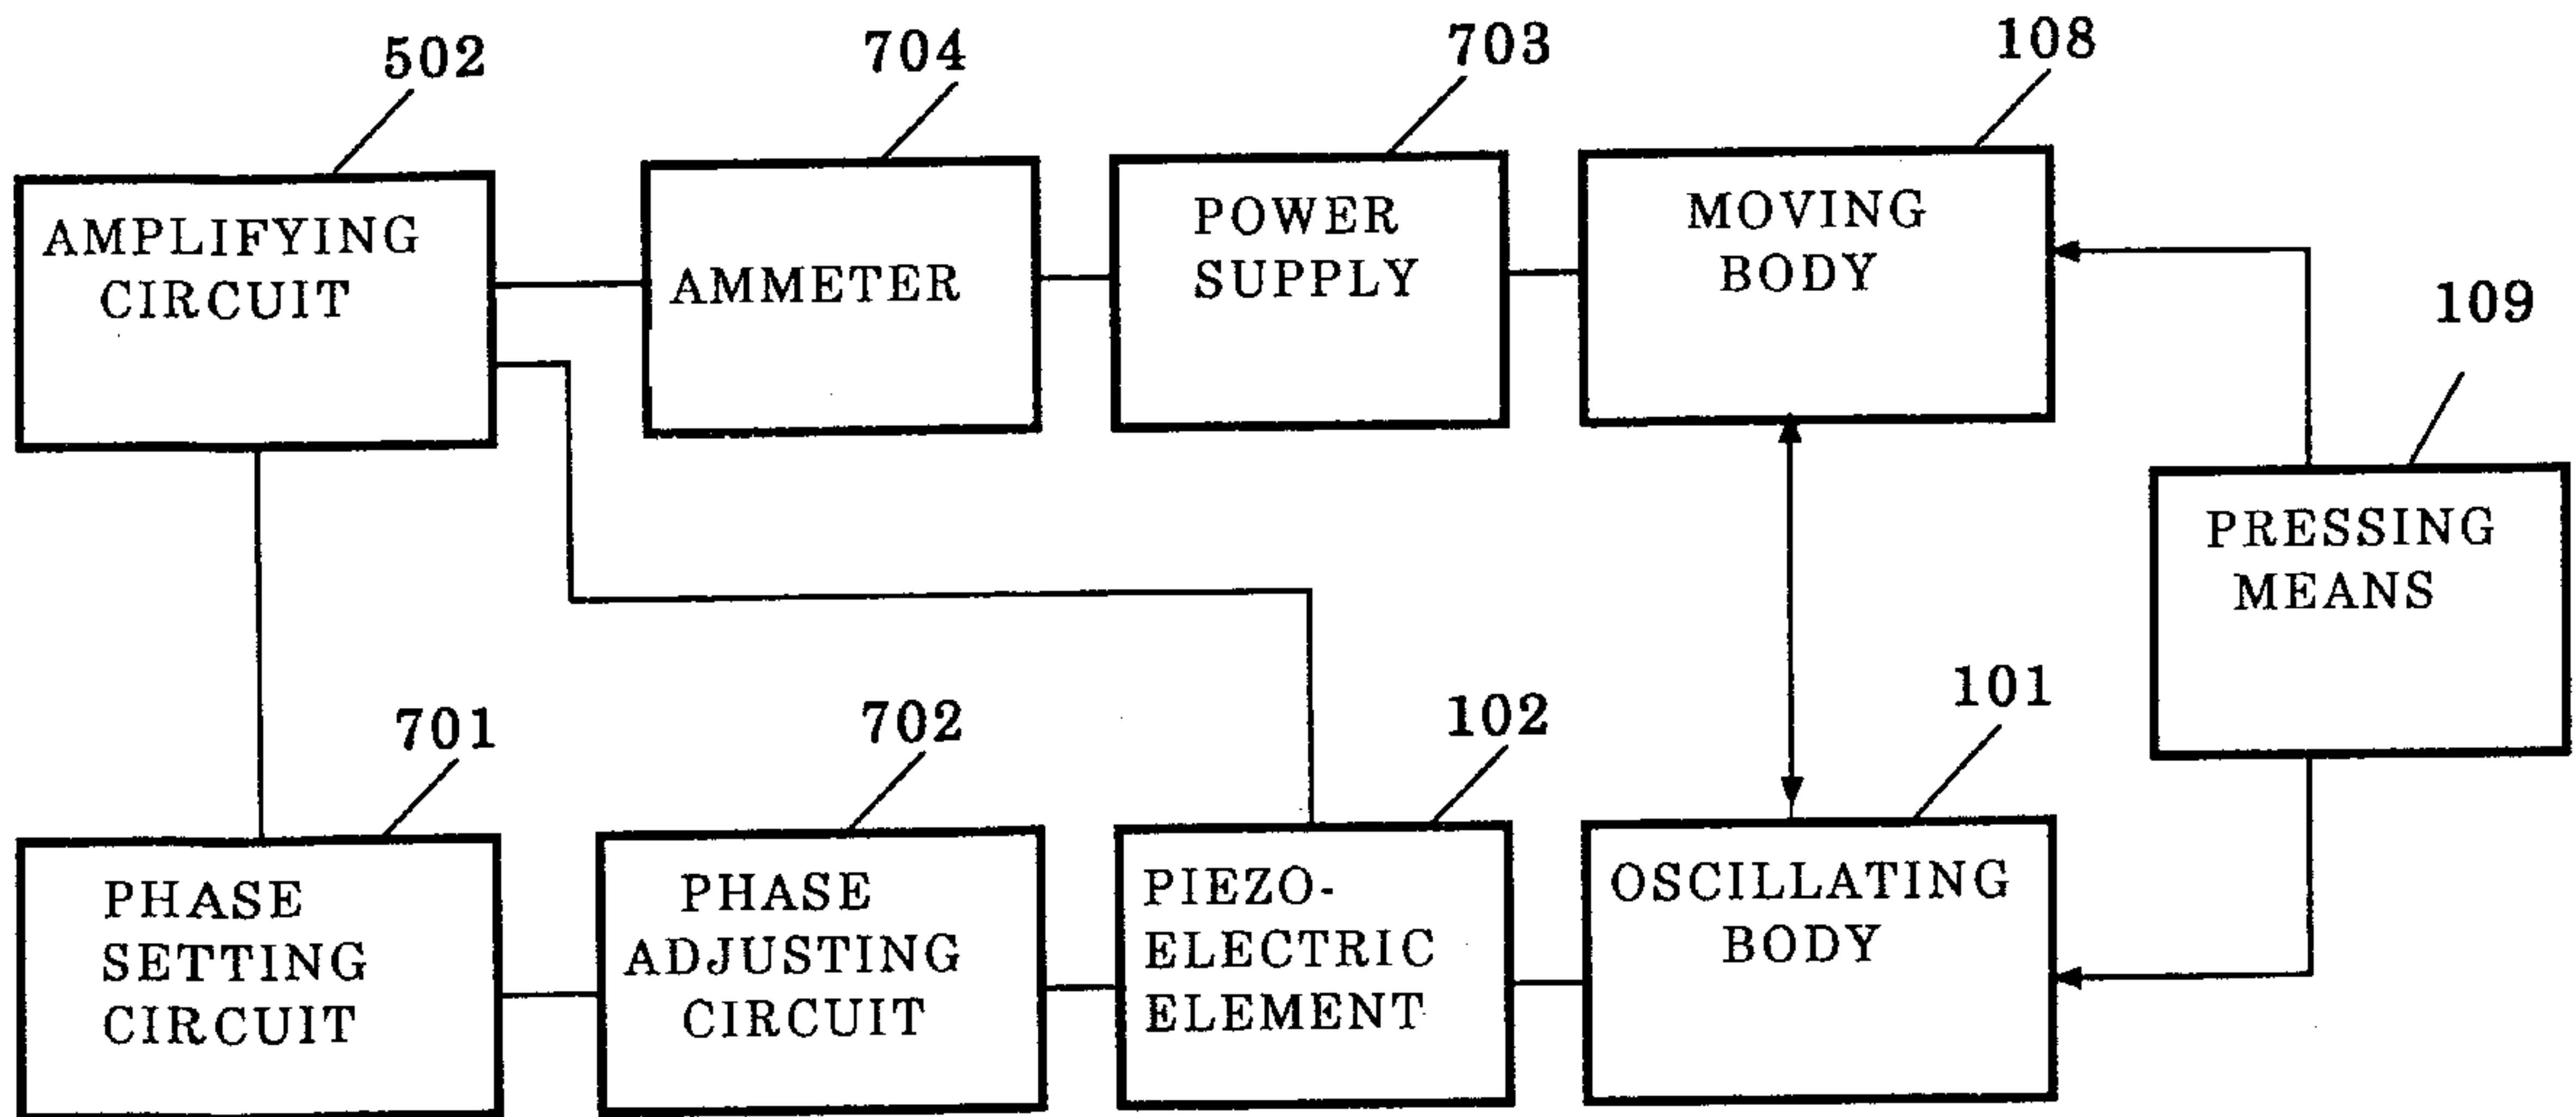 502
704
703
108
AMPLIFYING
CIRCUIT
AMMETER
POWER
SUPPLY
MOVING
BODY
109
PRESSING
MEANS
701
702
102
101
PHASE
SETTING
CIRCUIT
PHASE
ADJUSTING
CIRCUIT
PIEZO-
ELECTRIC
ELEMENT
OSCILLATING
BODY